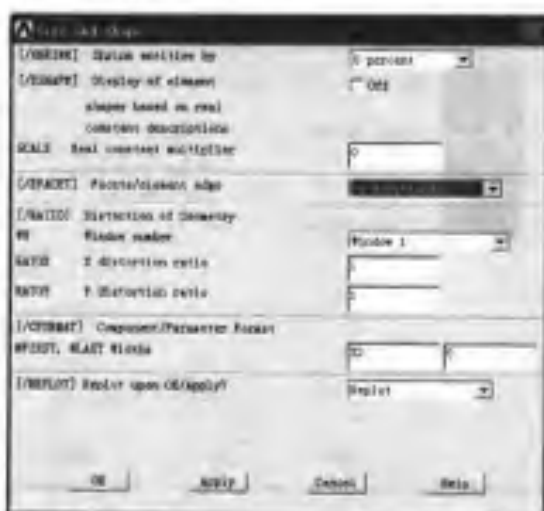 Size and Shape
[/SHRINK] Shrink entities by
0 percent
[/ESHAPE] Display of element
Off
shapes based on real
constant descriptions
SCALE Real constant multiplier
0
[/EFACET] Facets/element edge
[/RATIO] Distortion of Geometry
WN Window number
Window 1
RATOX X distortion ratio
1
RATOY Y distortion ratio
1
[/CFORMAT] Component/Parameter Format
NFIRST, NLAST Widths
32
0
[/REPLOT] Replot upon OK/Apply?
Replot
OK
Apply
Cancel
Help